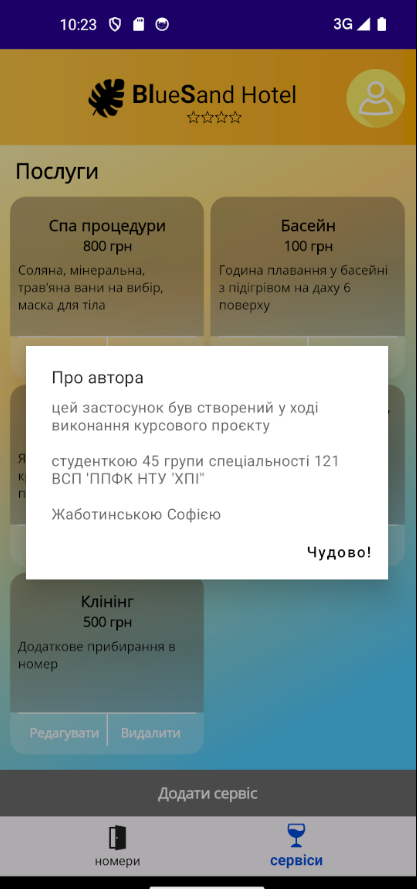 10:23
3G
BlueSand Hotel
☆☆☆☆
Послуги
Спа процедури
800 грн
Соляна, мінеральна,
трав'яна вани на вибір,
маска для тіла
Басейн
100 грн
Година плавання у басейні
з підігрівом на даху 6
поверху
Про автора
цей застосунок був створений у ході
виконання курсового проєкту
студенткою 45 групи спеціальності 121
ВСП 'ППФК НТУ 'ХПІ''
Жаботинською Софією
Чудово!
Клінінг
500 грн
Додаткове прибирання в
номер
Редагувати
Видалити
Додати сервіс
номери
сервіси